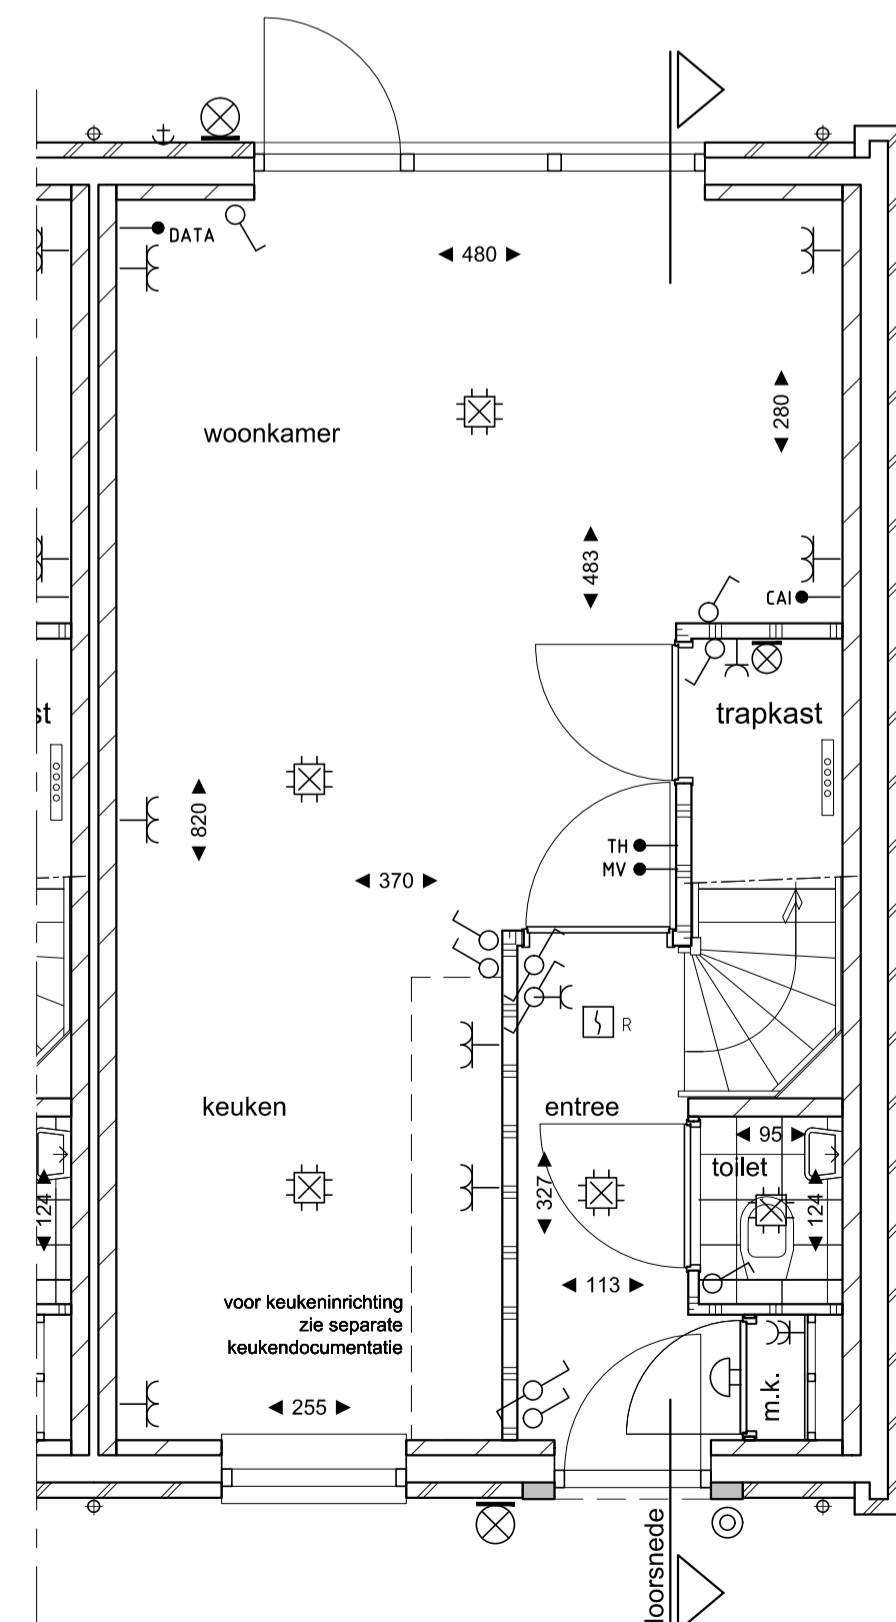 DATA
480
280
woonkamer
483
CAI
st
trapkast
820
TH
MV
370
R
keuken
entree
95
toilet
124
327
124
113
voor keukeninrichting
zie separate
keukendocumentatie
m.k.
255
doorsnede